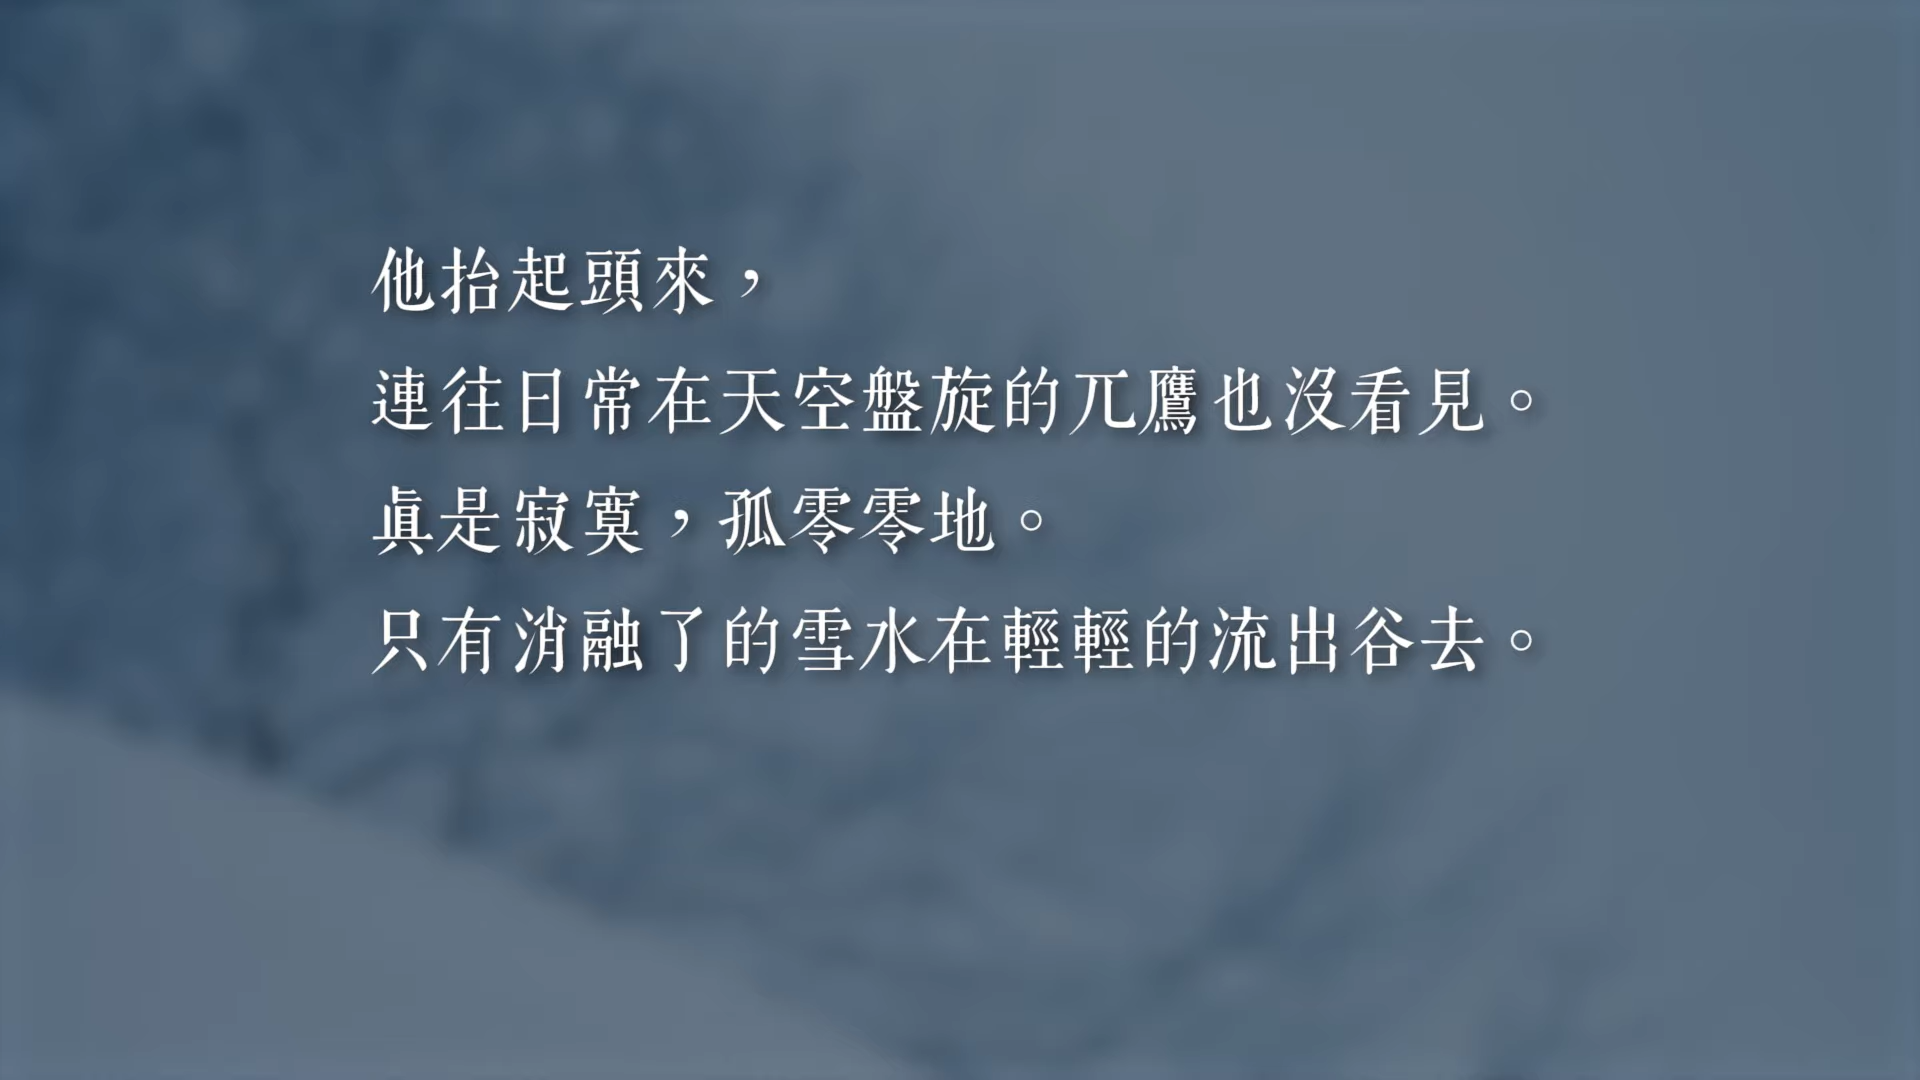 他抬起頭來，
連往日常在天空盤旋的兀鷹也沒看見。
眞是寂寞，孤零零地。
只有消融了的雪水在輕輕的流出谷去。